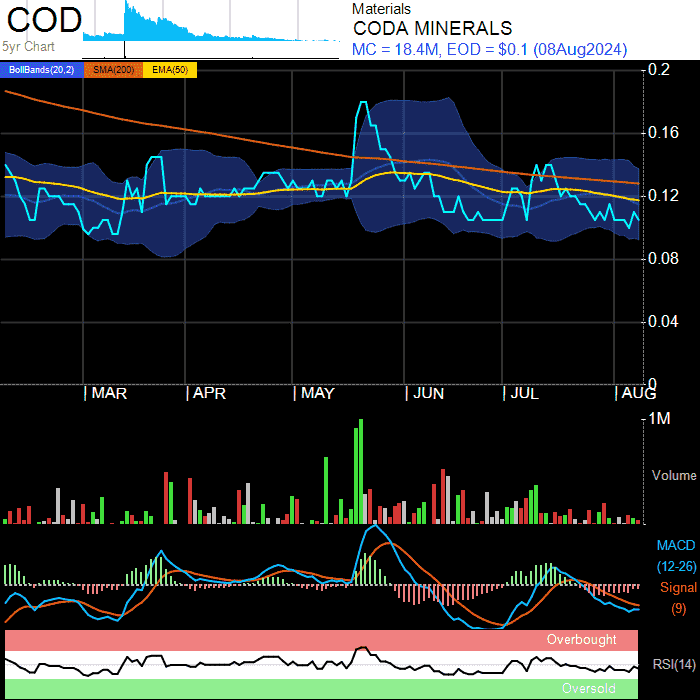 COD
5yr Chart
Materials
CODA MINERALS
MC = 18.4M, EOD = $0.1 (08Aug2024)
BollBands(20,2) SMA(200) EMA(50)
0.2
0.16
0.12
0.08
0.04
0
MAR APR MAY JUN JUL AUG
1M
Volume
MACD
(12-26)
Signal
(9)
Overbought
RSI(14)
Oversold